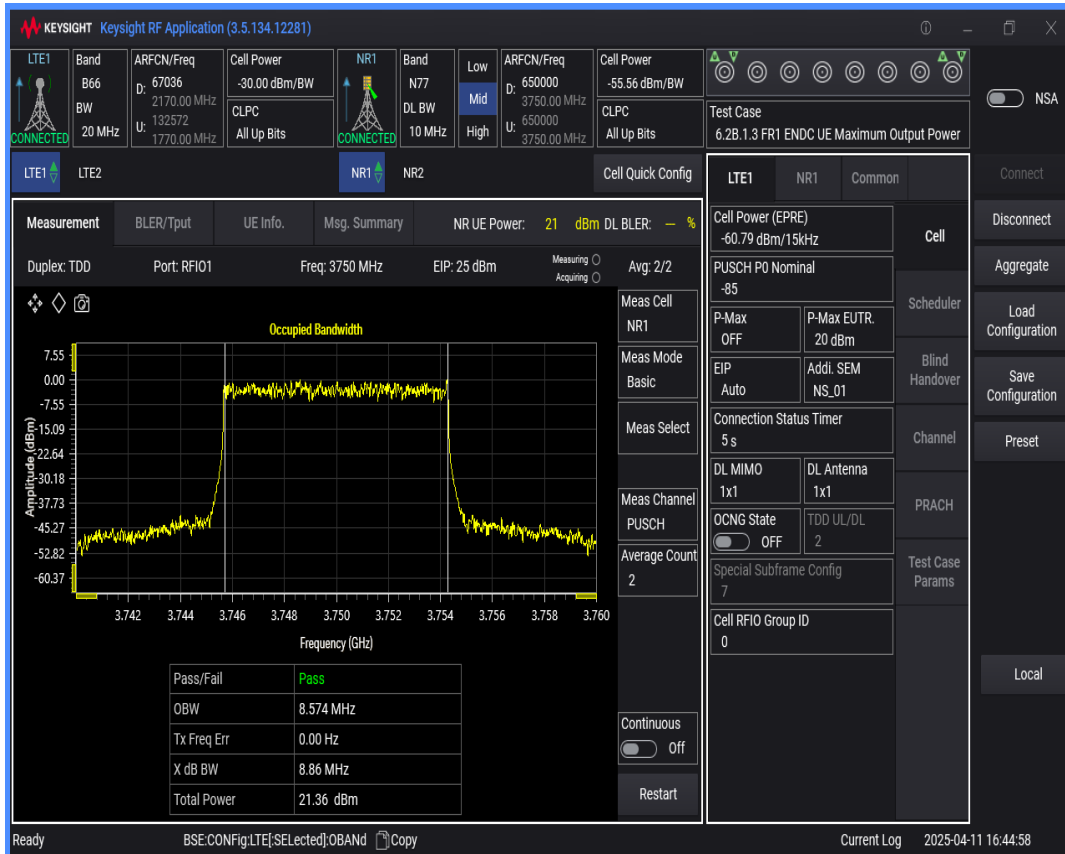 KEYSIGHT Keysight RF Application (3.5.134.12281)
LTE1
CONNECTED
Band
B66
BW
20 MHz
ARFCN/Freq
D: 67036
2170.00 MHz
U: 132572
1770.00 MHz
Cell Power
-30.00 dBm/BW
CLPC
All Up Bits
NR1
CONNECTED
Band
N77
DL BW
10 MHz
Low
Mid
High
ARFCN/Freq
D: 650000
3750.00 MHz
U: 650000
3750.00 MHz
Cell Power
-55.56 dBm/BW
CLPC
All Up Bits
Test Case
6.2B.1.3 FR1 ENDC UE Maximum Output Power
NSA
LTE1 LTE2 NR1 NR2 Cell Quick Config
Measurement BLER/Tput UE Info. Msg. Summary NR UE Power: 21 dBm DL BLER: — %
Duplex: TDD Port: RFIO1 Freq: 3750 MHz EIP: 25 dBm Measuring Acquiring Avg: 2/2
Occupied Bandwidth
Amplitude (dBm)
7.55
0.00
-7.55
-15.09
-22.64
-30.18
-37.73
-45.27
-52.82
-60.37
3.742 3.744 3.746 3.748 3.750 3.752 3.754 3.756 3.758 3.760
Frequency (GHz)
Pass/Fail Pass
OBW 8.574 MHz
Tx Freq Err 0.00 Hz
X dB BW 8.86 MHz
Total Power 21.36 dBm
Meas Cell
NR1
Meas Mode
Basic
Meas Select
Meas Channel
PUSCH
Average Count
2
Continuous
Off
Restart
LTE1 NR1 Common
Cell Power (EPRE)
-60.79 dBm/15kHz
PUSCH P0 Nominal
-85
P-Max
OFF
P-Max EUTR.
20 dBm
EIP
Auto
Addi. SEM
NS_01
Connection Status Timer
5 s
DL MIMO
1x1
DL Antenna
1x1
OCNG State
OFF
TDD UL/DL
2
Special Subframe Config
7
Cell RFIO Group ID
0
Cell
Scheduler
Blind
Handover
Channel
PRACH
Test Case
Params
Connect
Disconnect
Aggregate
Load
Configuration
Save
Configuration
Preset
Local
Ready BSE:CONFig:LTE[:SELected]:OBANd Copy Current Log 2025-04-11 16:44:58